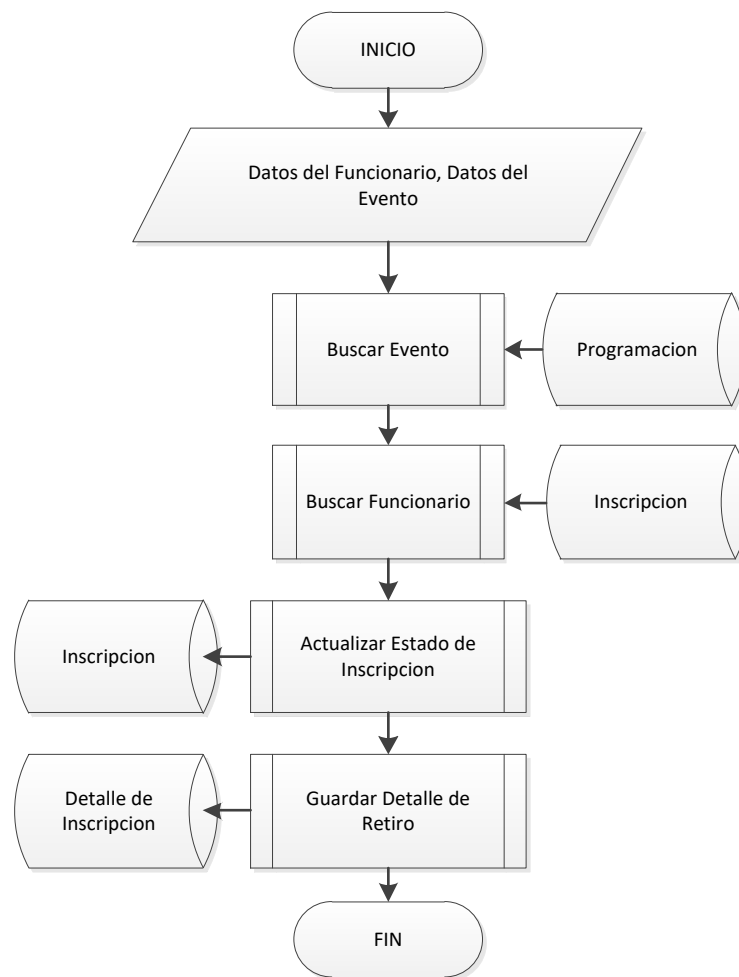 INICIO
Datos del Funcionario, Datos del
Evento
Buscar Evento
Programacion
Buscar Funcionario
Inscripcion
Inscripcion
Actualizar Estado de
Inscripcion
Detalle de
Inscripcion
Guardar Detalle de
Retiro
FIN